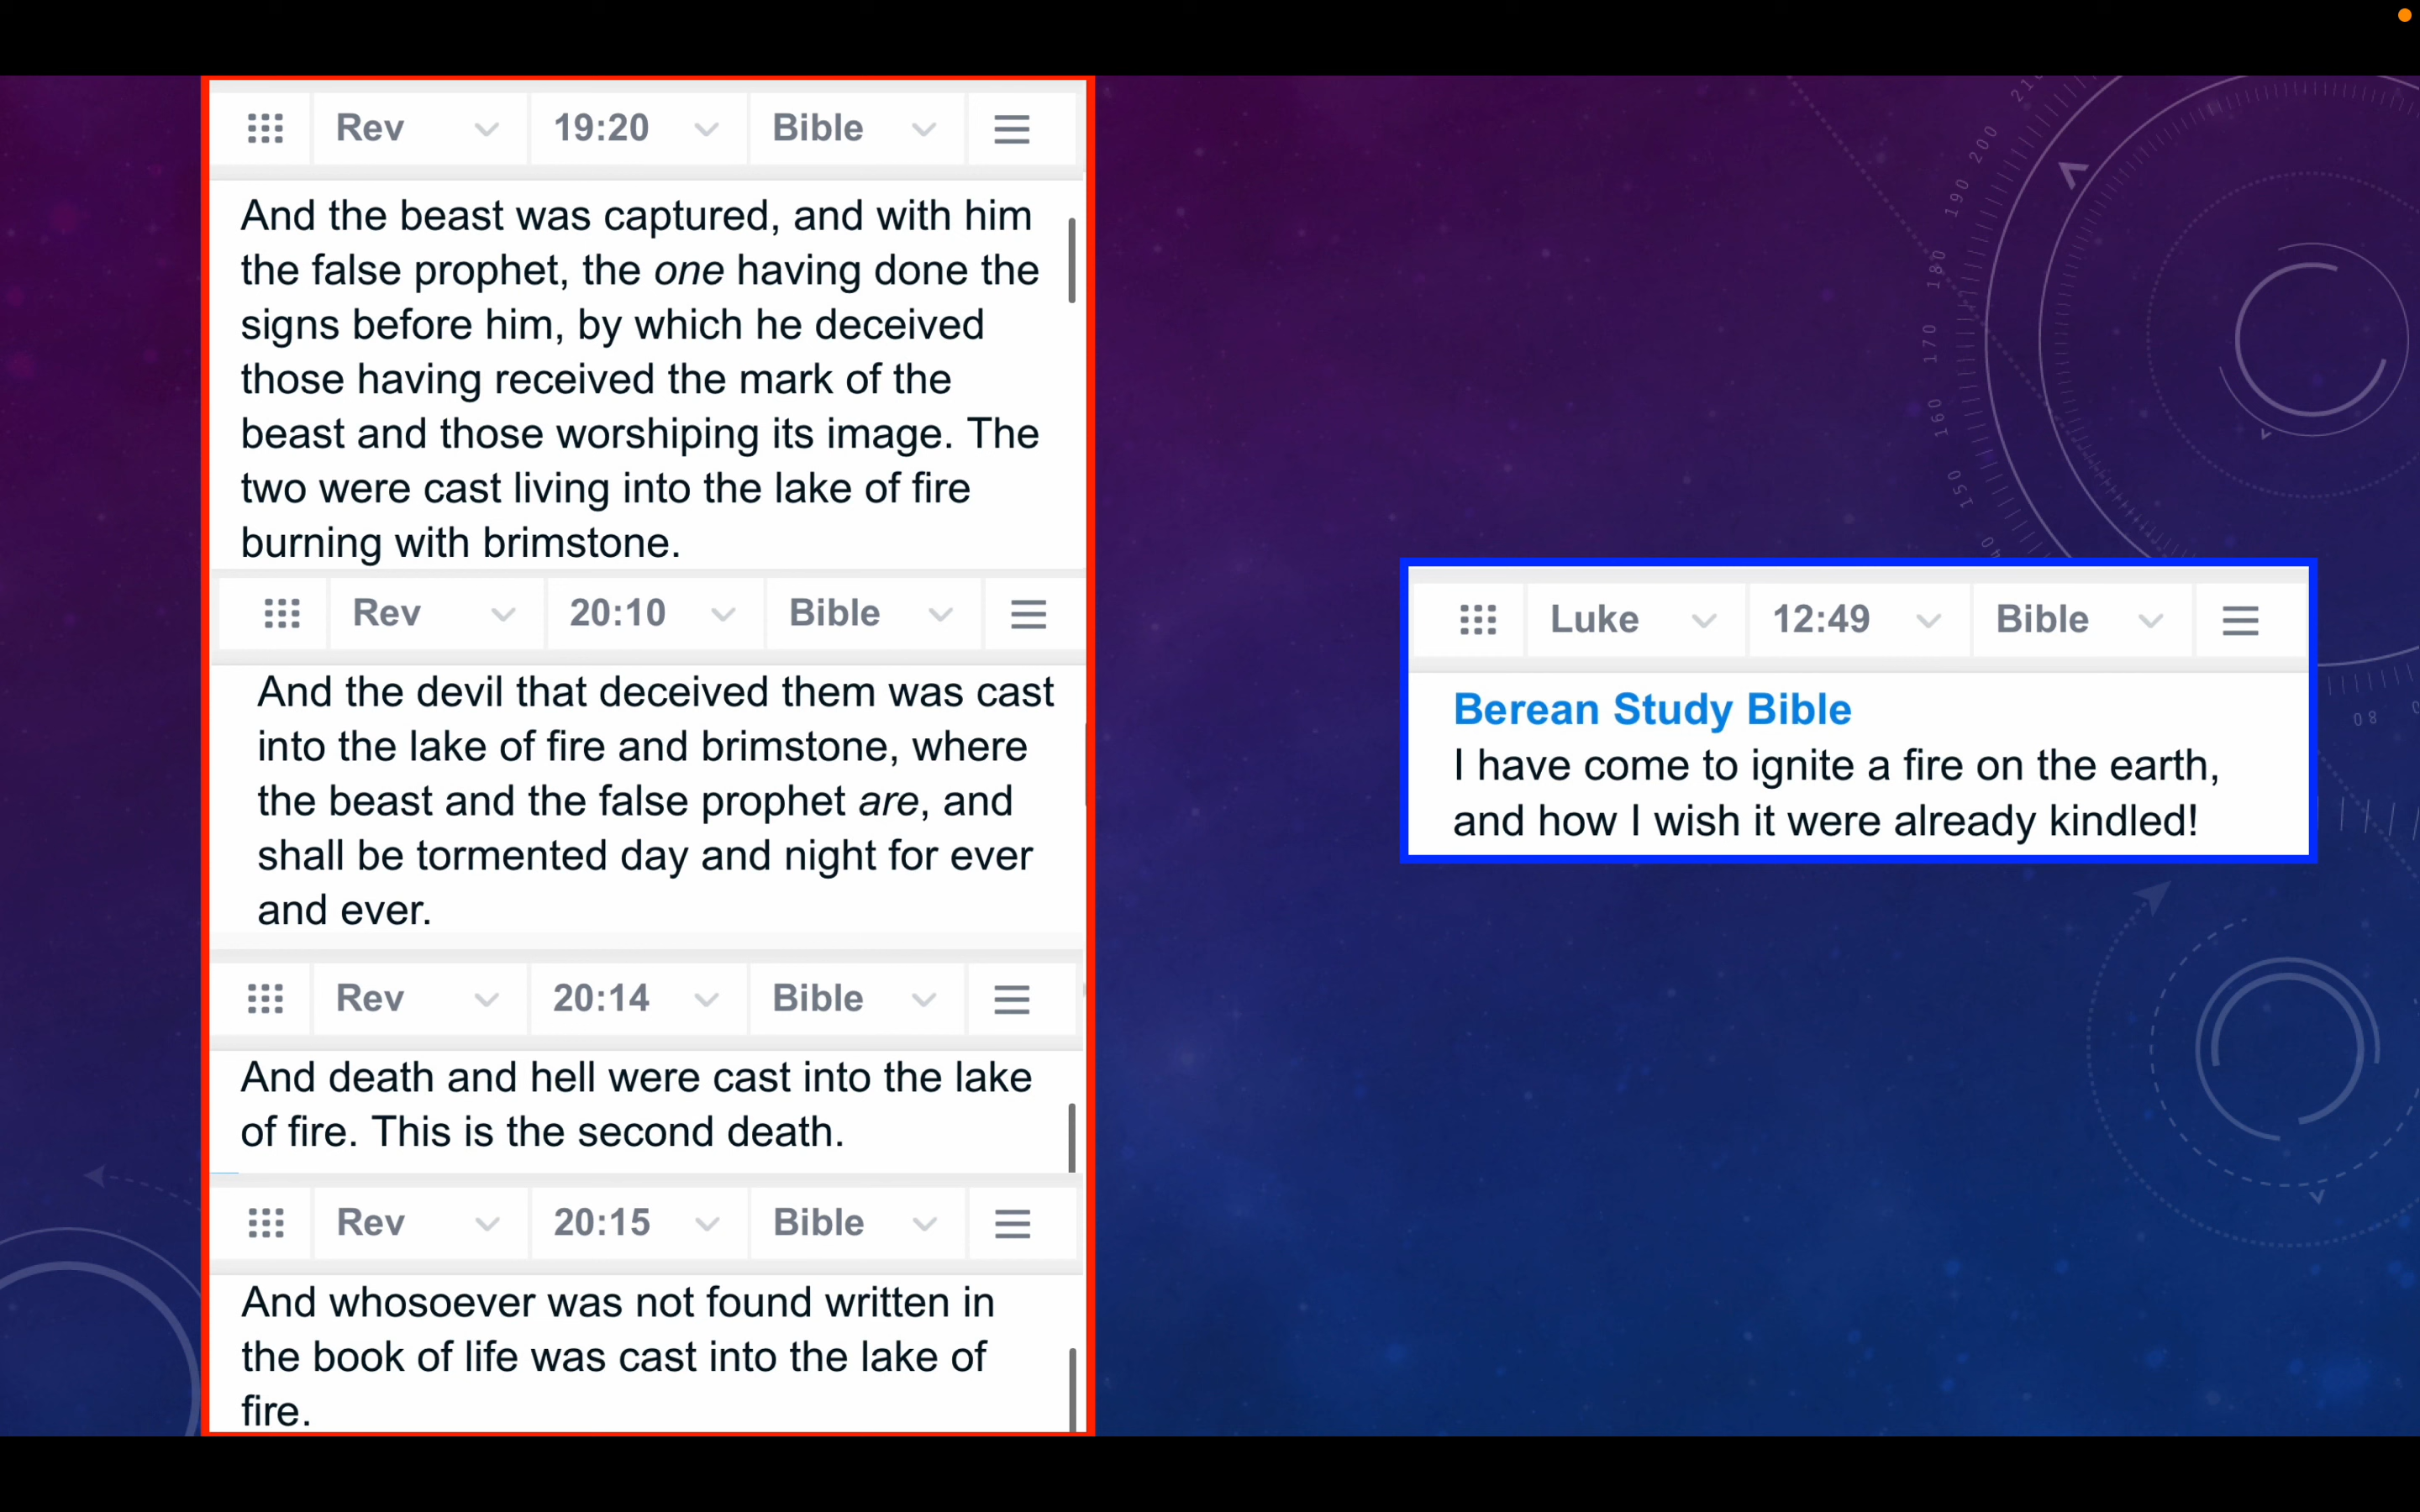 Rev 19:20 Bible
And the beast was captured, and with him
the false prophet, the one having done the
signs before him, by which he deceived
those having received the mark of the
beast and those worshiping its image. The
two were cast living into the lake of fire
burning with brimstone.
Rev 20:10 Bible
And the devil that deceived them was cast
into the lake of fire and brimstone, where
the beast and the false prophet are, and
shall be tormented day and night for ever
and ever.
Rev 20:14 Bible
And death and hell were cast into the lake
of fire. This is the second death.
Rev 20:15 Bible
And whosoever was not found written in
the book of life was cast into the lake of
fire.
Luke 12:49 Bible
Berean Study Bible
I have come to ignite a fire on the earth,
and how I wish it were already kindled!
200
190
180
170
160
150
80